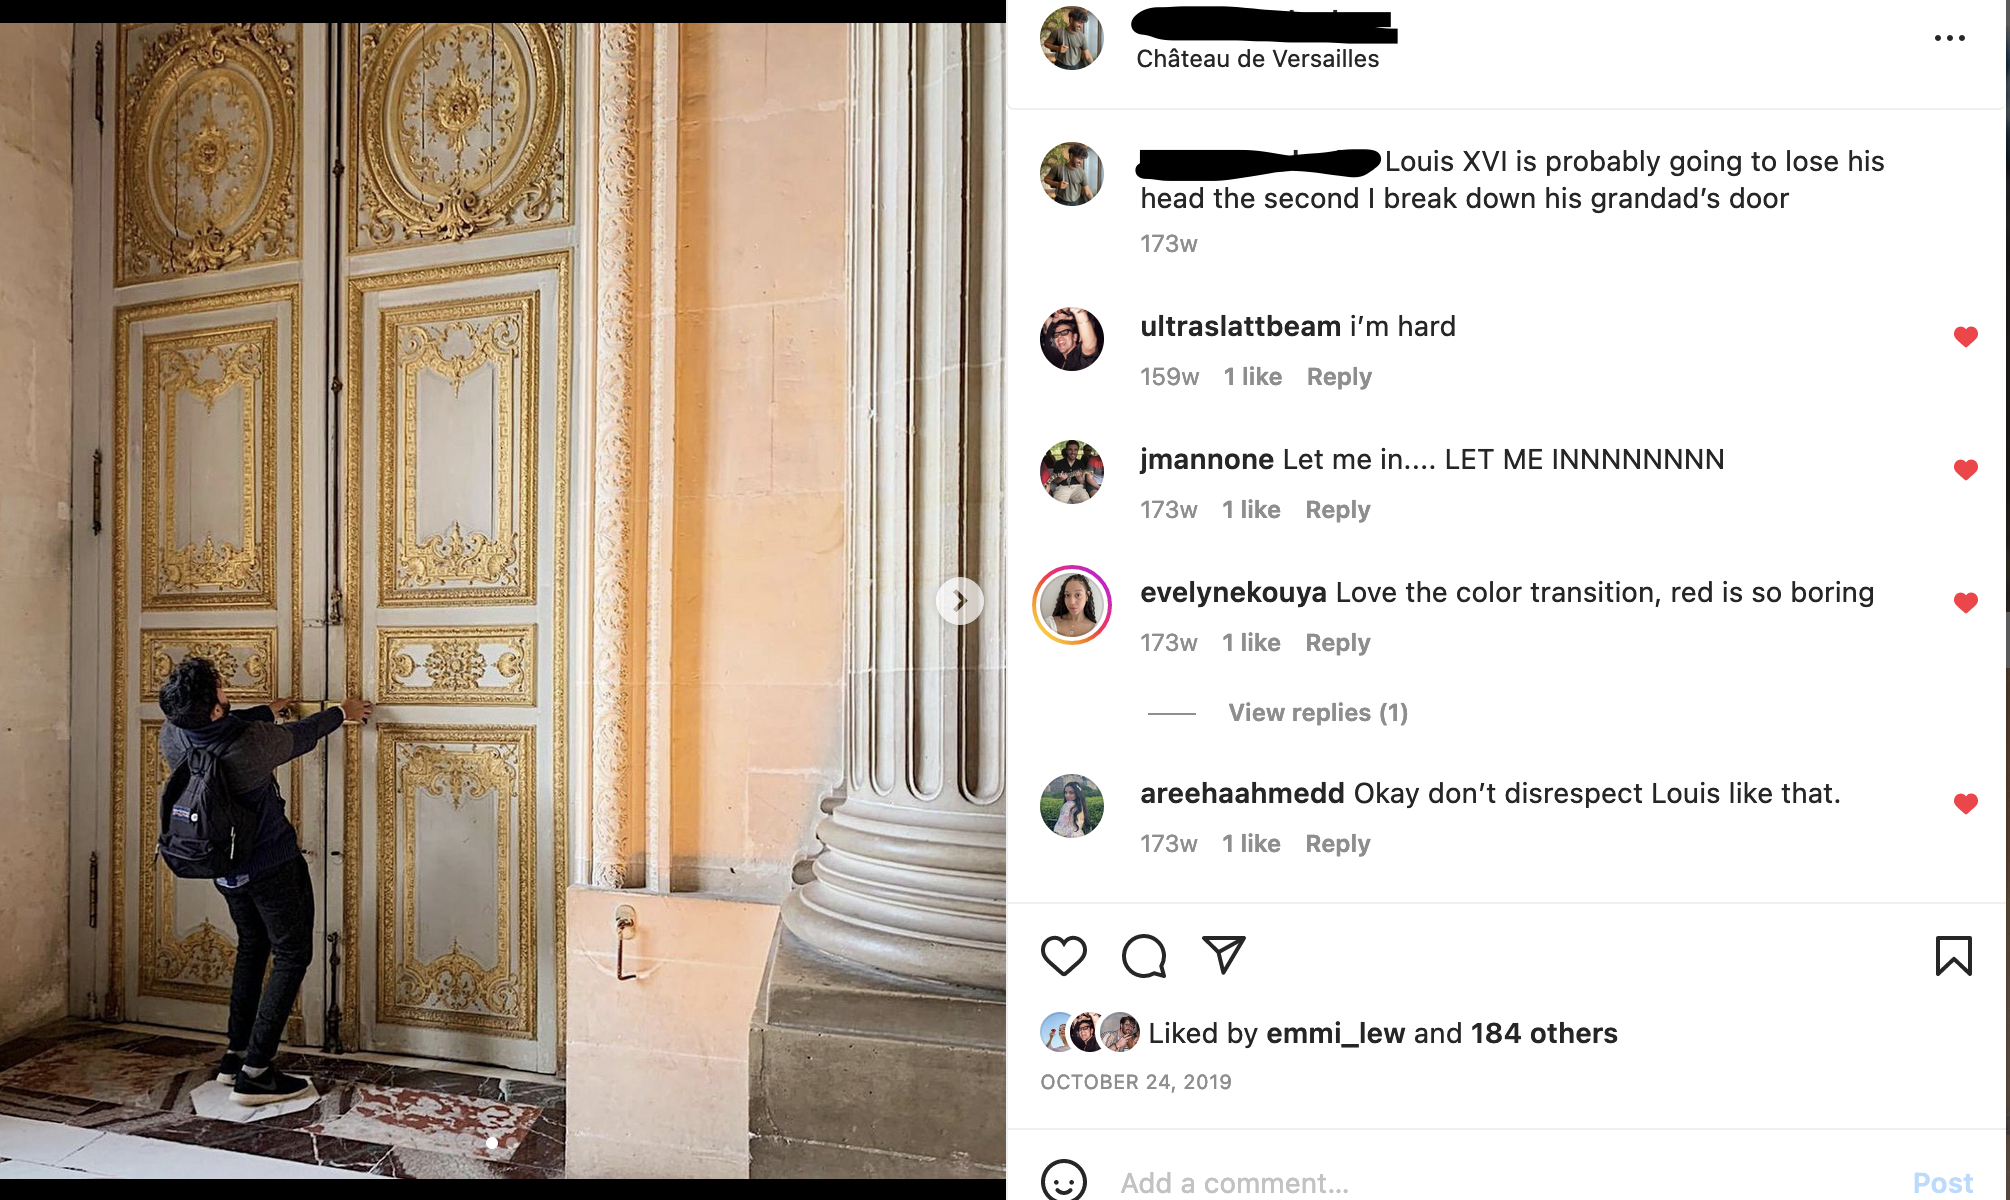 Château de Versailles
Louis XVI is probably going to lose his
head the second I break down his grandad’s door
173w
ultraslattbeam i’m hard
159w 1 like Reply
jmannone Let me in.... LET ME INNNNNNNN
173w 1 like Reply
evelynekouya Love the color transition, red is so boring
173w 1 like Reply
View replies (1)
areehaahmedd Okay don’t disrespect Louis like that.
173w 1 like Reply
Liked by emmi_lew and 184 others
OCTOBER 24, 2019
Add a comment...
Post